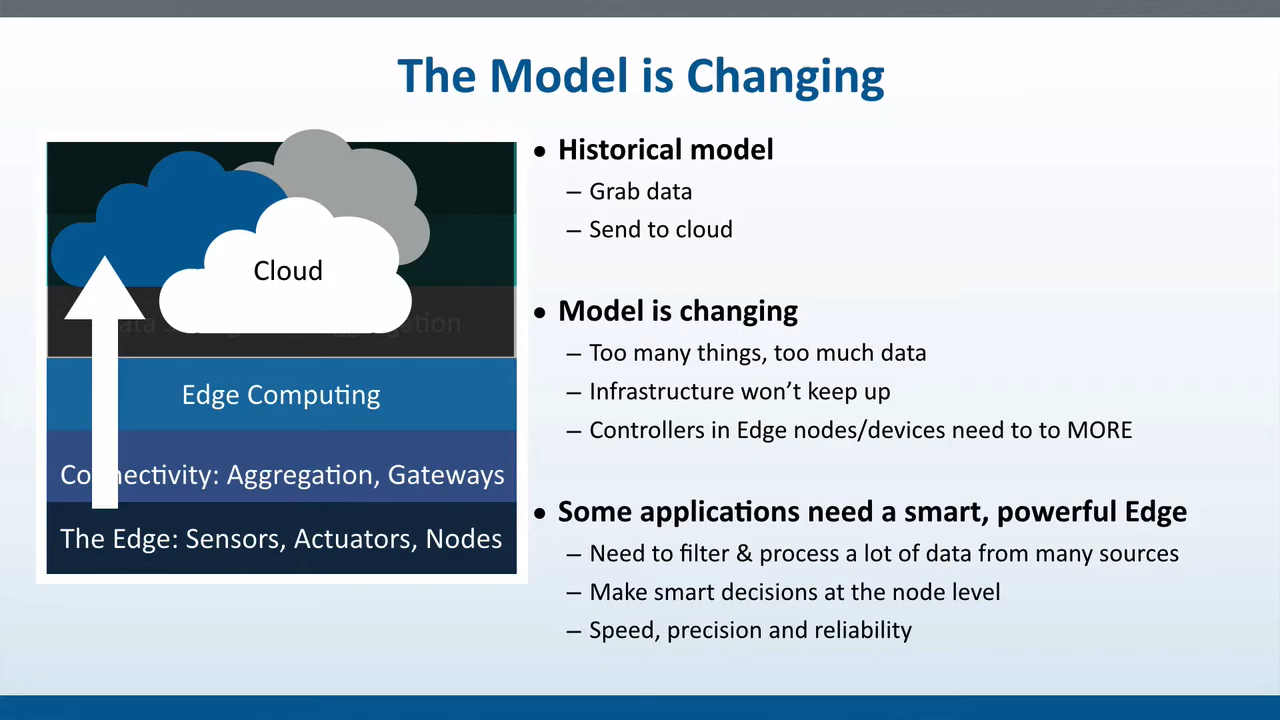 The Model is Changing
Cloud
Edge Computing
Connectivity: Aggregation, Gateways
The Edge: Sensors, Actuators, Nodes
• Historical model
– Grab data
– Send to cloud
• Model is changing
– Too many things, too much data
– Infrastructure won’t keep up
– Controllers in Edge nodes/devices need to to MORE
• Some applications need a smart, powerful Edge
– Need to filter & process a lot of data from many sources
– Make smart decisions at the node level
– Speed, precision and reliability